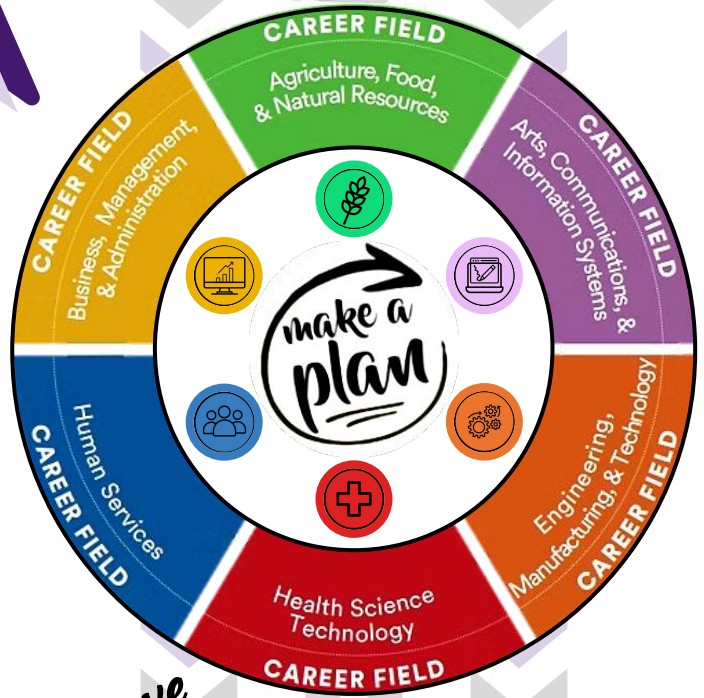 CAREER FIELD
Agriculture, Food,
& Natural Resources
CAREER FIELD
Arts, Communications, &
Information Systems
CAREER FIELD
Engineering,
Manufacturing, & Technology
CAREER FIELD
Health Science
Technology
CAREER FIELD
Human Services
CAREER FIELD
Business, Management,
& Administration
make a
plan